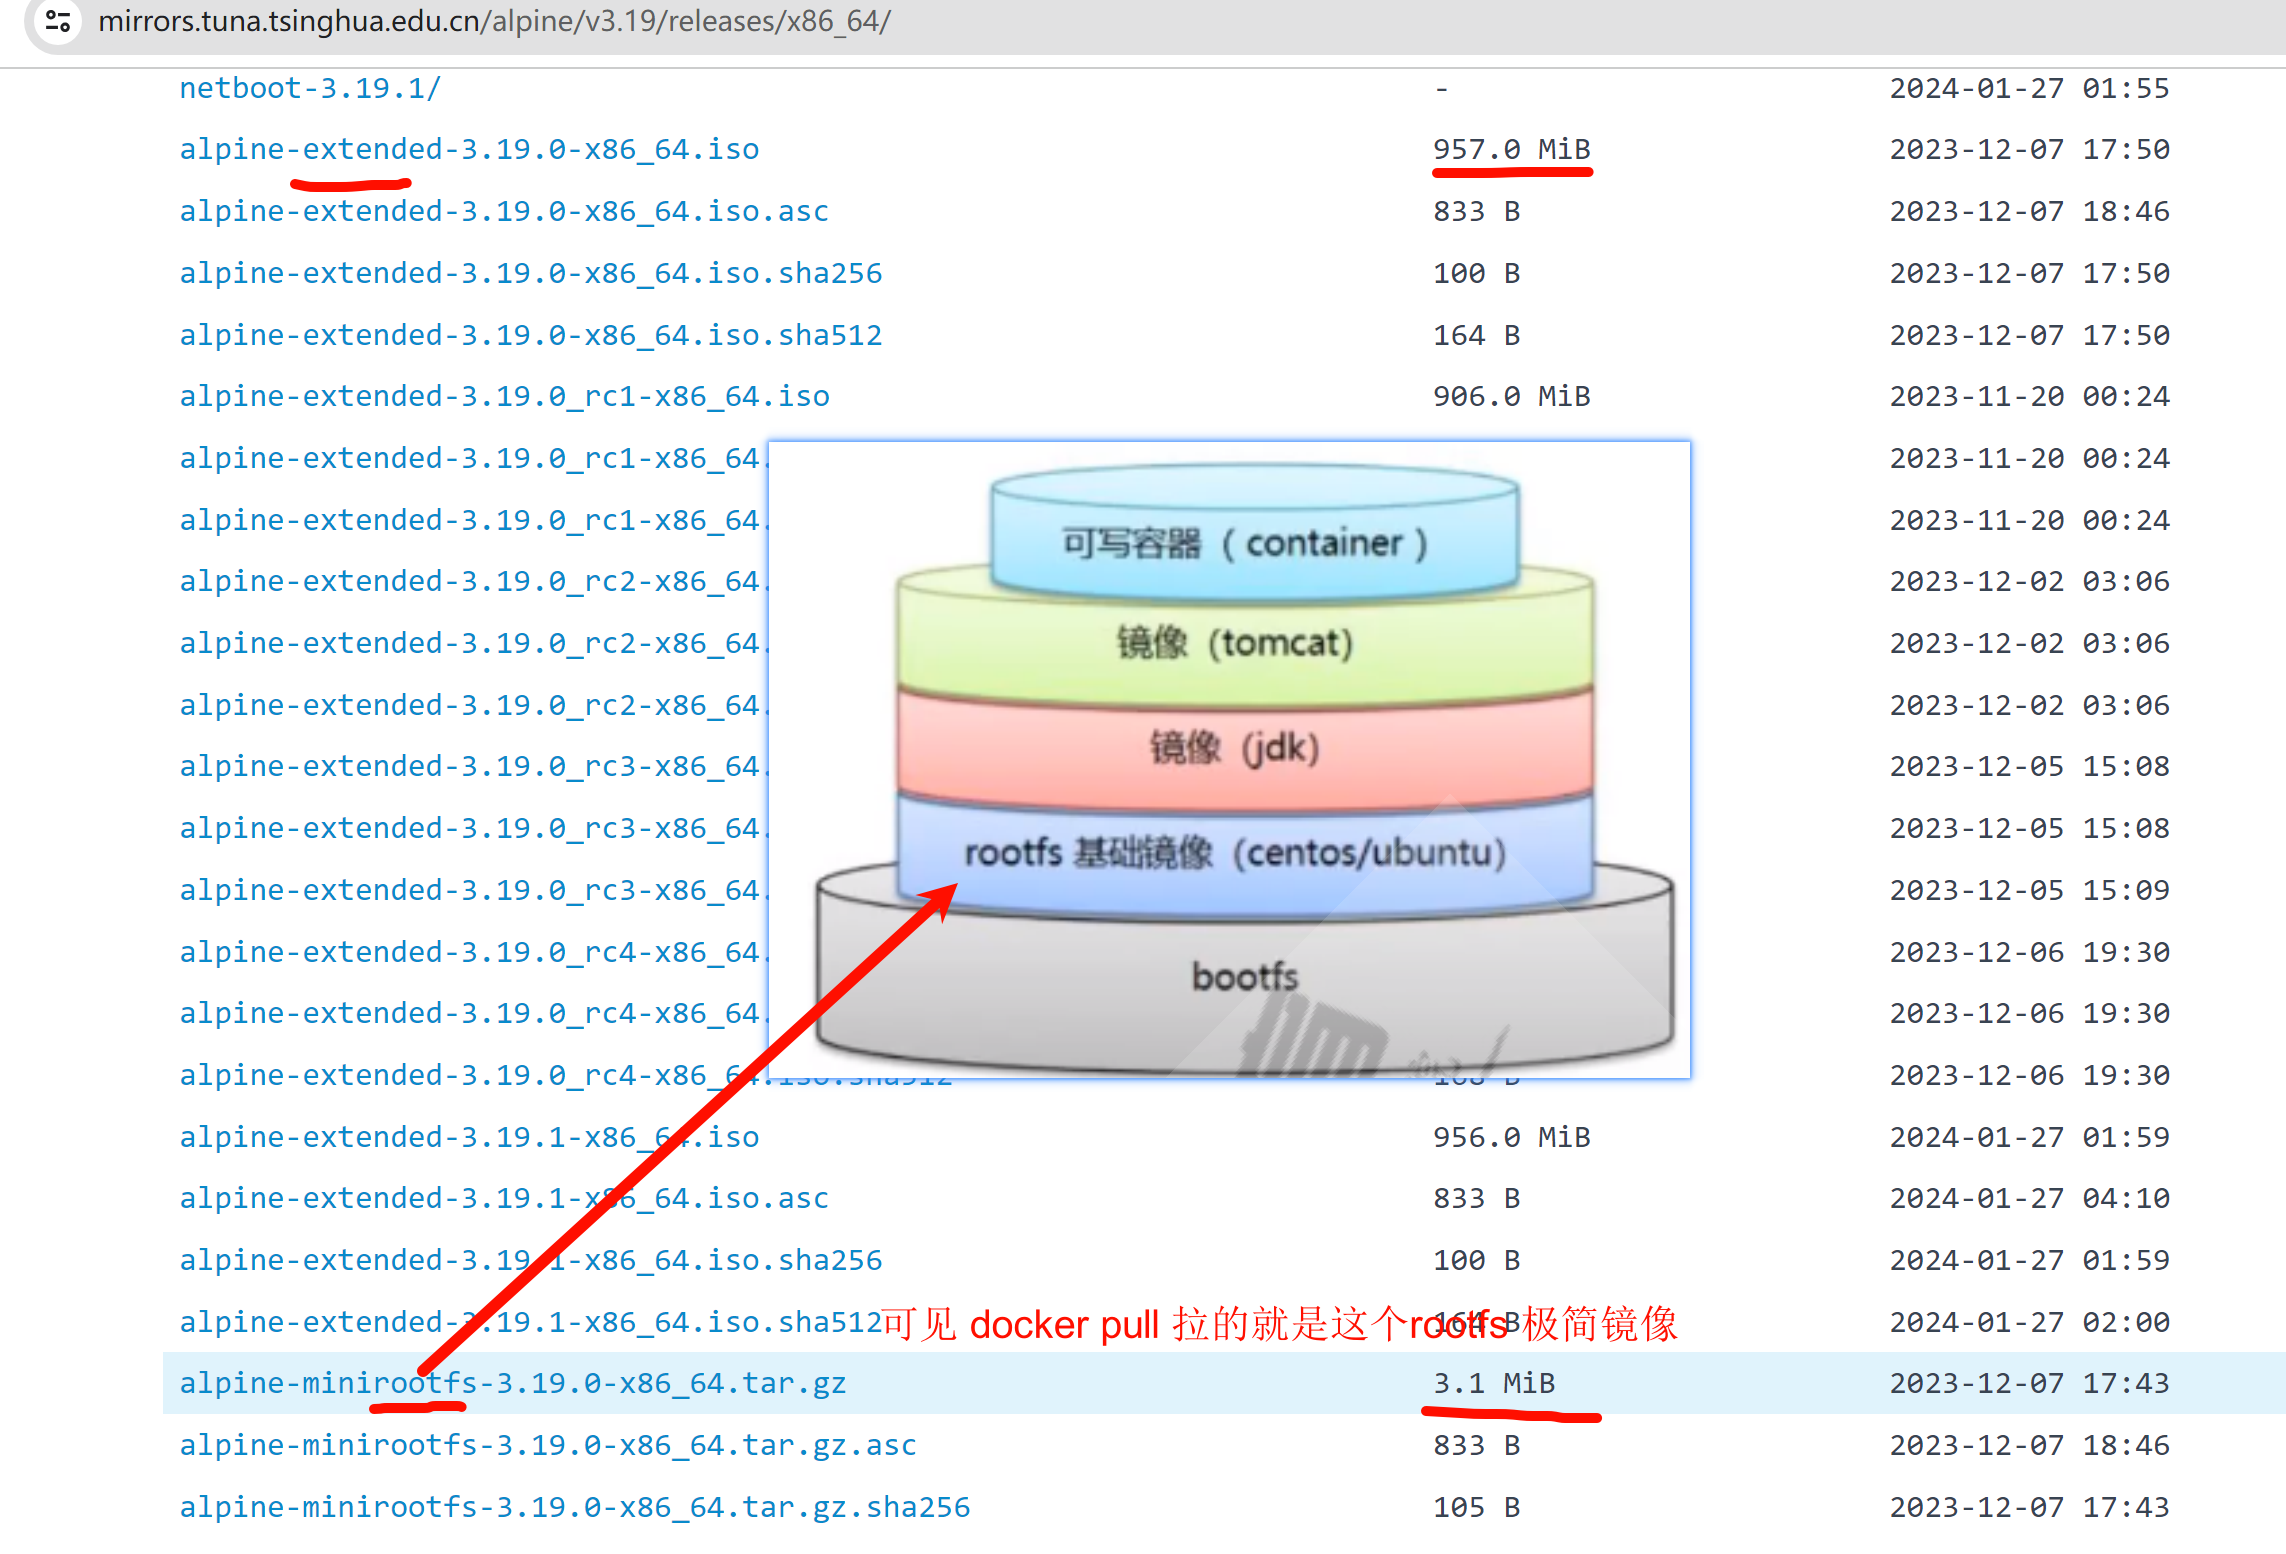 mirrors.tuna.tsinghua.edu.cn/alpine/v3.19/releases/x86_64/
netboot-3.19.1/ - 2024-01-27 01:55
alpine-extended-3.19.0-x86_64.iso 957.0 MiB 2023-12-07 17:50
alpine-extended-3.19.0-x86_64.iso.asc 833 B 2023-12-07 18:46
alpine-extended-3.19.0-x86_64.iso.sha256 100 B 2023-12-07 17:50
alpine-extended-3.19.0-x86_64.iso.sha512 164 B 2023-12-07 17:50
alpine-extended-3.19.0_rc1-x86_64.iso 906.0 MiB 2023-11-20 00:24
alpine-extended-3.19.0_rc1-x86_64. 2023-11-20 00:24
alpine-extended-3.19.0_rc1-x86_64. 2023-11-20 00:24
alpine-extended-3.19.0_rc2-x86_64. 2023-12-02 03:06
alpine-extended-3.19.0_rc2-x86_64. 2023-12-02 03:06
alpine-extended-3.19.0_rc2-x86_64. 2023-12-02 03:06
alpine-extended-3.19.0_rc3-x86_64. 2023-12-05 15:08
alpine-extended-3.19.0_rc3-x86_64. 2023-12-05 15:08
alpine-extended-3.19.0_rc3-x86_64. 2023-12-05 15:09
alpine-extended-3.19.0_rc4-x86_64. 2023-12-06 19:30
alpine-extended-3.19.0_rc4-x86_64. 2023-12-06 19:30
alpine-extended-3.19.0_rc4-x86_64.iso.sha512 168 B 2023-12-06 19:30
可写容器（container）
镜像（tomcat)
镜像（jdk)
rootfs 基础镜像（centos/ubuntu）
bootfs
alpine-extended-3.19.1-x86_64.iso 956.0 MiB 2024-01-27 01:59
alpine-extended-3.19.1-x86_64.iso.asc 833 B 2024-01-27 04:10
alpine-extended-3.19.1-x86_64.iso.sha256 100 B 2024-01-27 01:59
alpine-extended-3.19.1-x86_64.iso.sha512 164 B 2024-01-27 02:00
可见 docker pull 拉的就是这个rootfs 极简镜像
alpine-minirootfs-3.19.0-x86_64.tar.gz 3.1 MiB 2023-12-07 17:43
alpine-minirootfs-3.19.0-x86_64.tar.gz.asc 833 B 2023-12-07 18:46
alpine-minirootfs-3.19.0-x86_64.tar.gz.sha256 105 B 2023-12-07 17:43